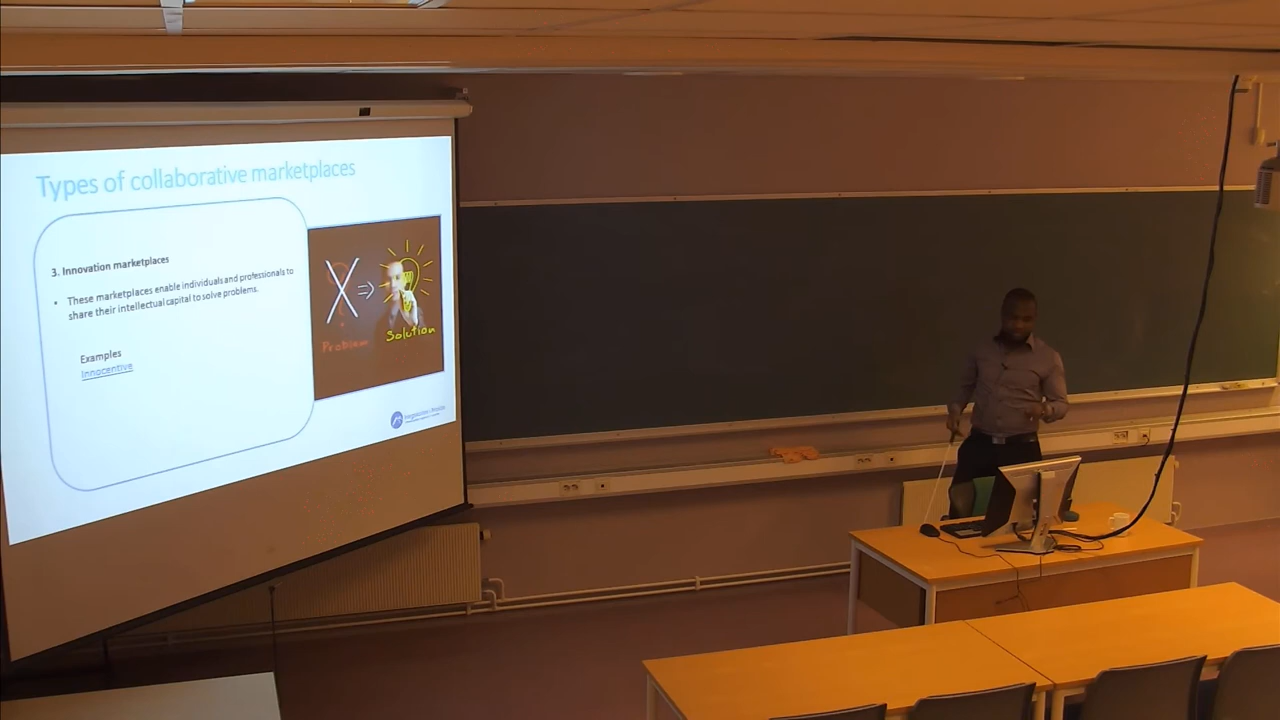 Types of collaborative marketplaces
3. Innovation marketplaces
• These marketplaces enable individuals and professionals to
share their intellectual capital to solve problems.
Examples
Innocentive
Problem
Solution